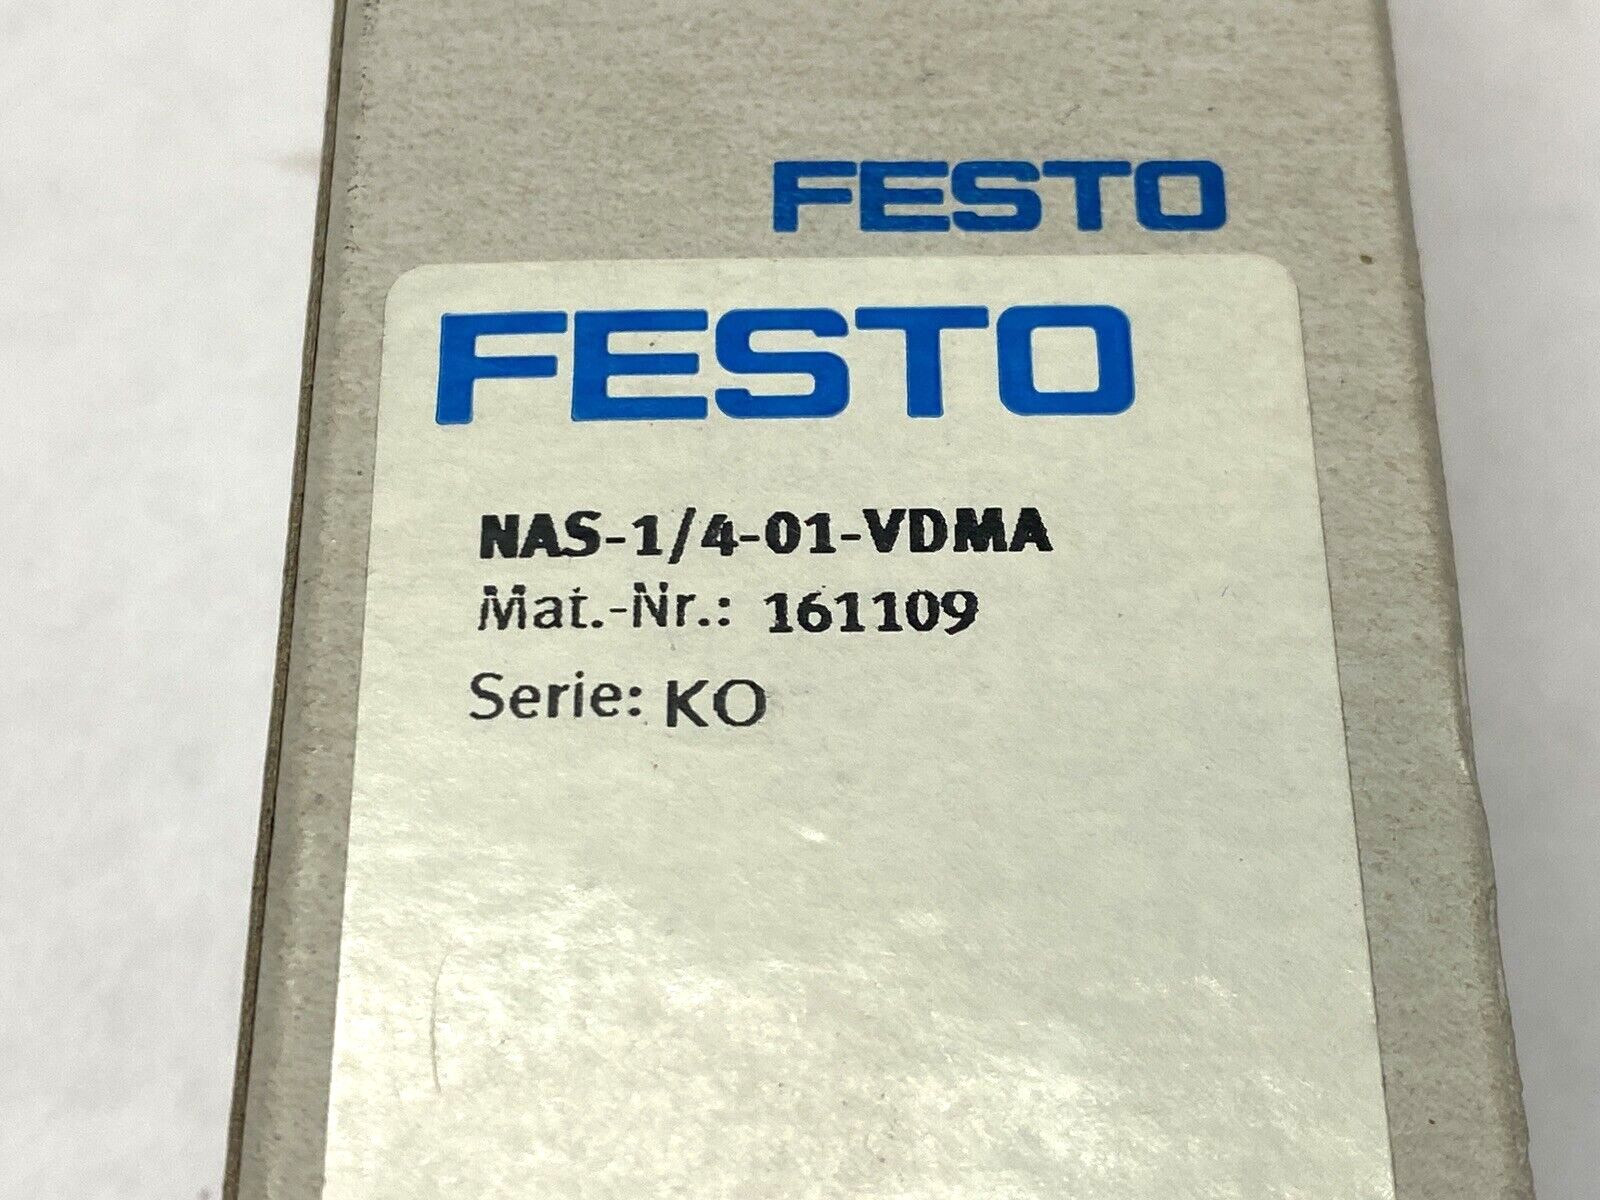 FESTO
FESTO
NAS-1/4-01-VDMA
Mat.-Nr.: 161109
Serie: KO